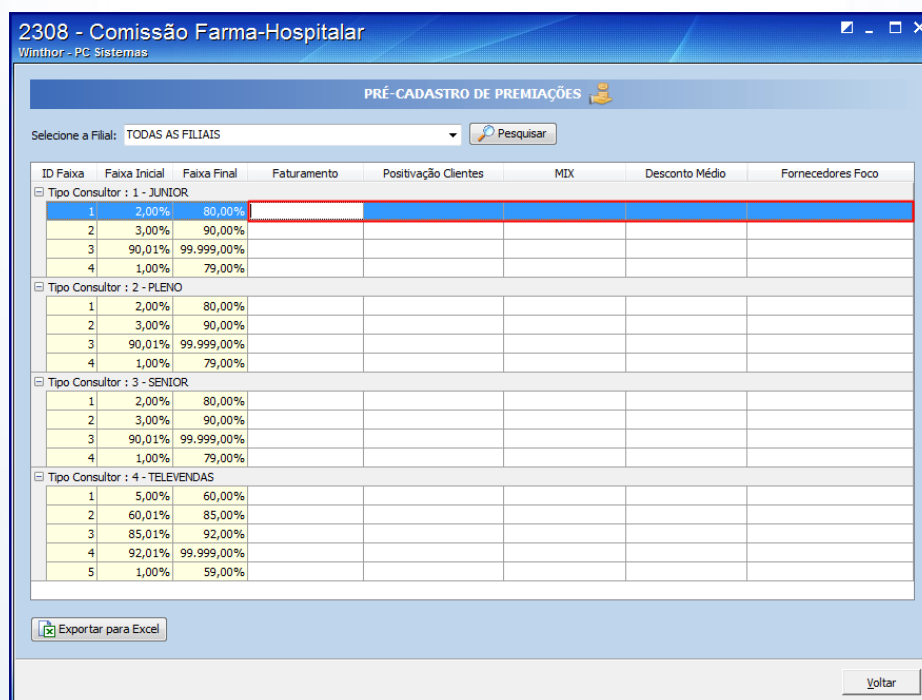 2308 - Comissão Farma-Hospitalar
Winthor - PC Sistemas
PRÉ-CADASTRO DE PREMIAÇÕES
Selecione a Filial: TODAS AS FILIAIS Pesquisar
ID Faixa Faixa Inicial Faixa Final Faturamento Positivação Clientes MIX Desconto Médio Fornecedores Foco
Tipo Consultor : 1 - JUNIOR
1 2,00% 80,00%
2 3,00% 90,00%
3 90,01% 99.999,00%
4 1,00% 79,00%
Tipo Consultor : 2 - PLENO
1 2,00% 80,00%
2 3,00% 90,00%
3 90,01% 99.999,00%
4 1,00% 79,00%
Tipo Consultor : 3 - SENIOR
1 2,00% 80,00%
2 3,00% 90,00%
3 90,01% 99.999,00%
4 1,00% 79,00%
Tipo Consultor : 4 - TELEVENDAS
1 5,00% 60,00%
2 60,01% 85,00%
3 85,01% 92,00%
4 92,01% 99.999,00%
5 1,00% 59,00%
Exportar para Excel
Voltar